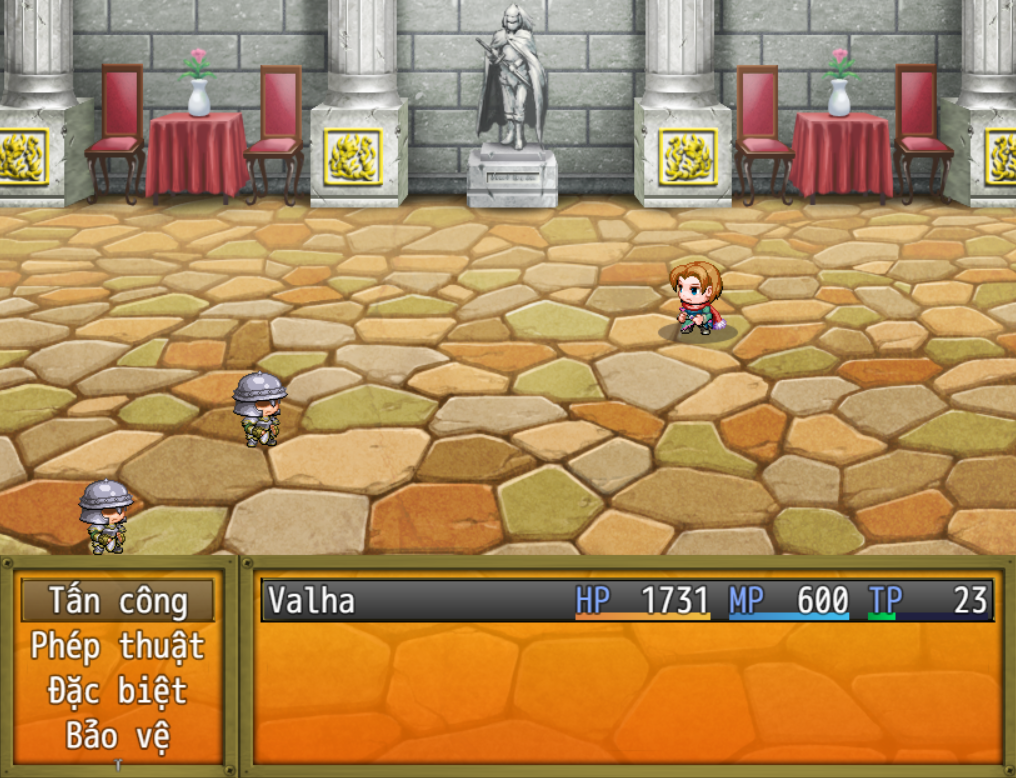 Tấn công
Phép thuật
Đặc biệt
Bảo vệ
Valha HP 1731 MP 600 TP 23